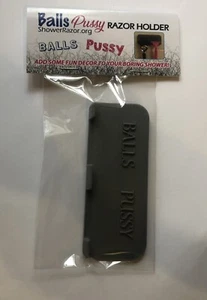 Balls Pussy RAZOR HOLDER
ShowerRazor.org
BALLS PUSSY
ADD SOME FUN DECOR TO YOUR BORING SHOWER!
BALLS PUSSY